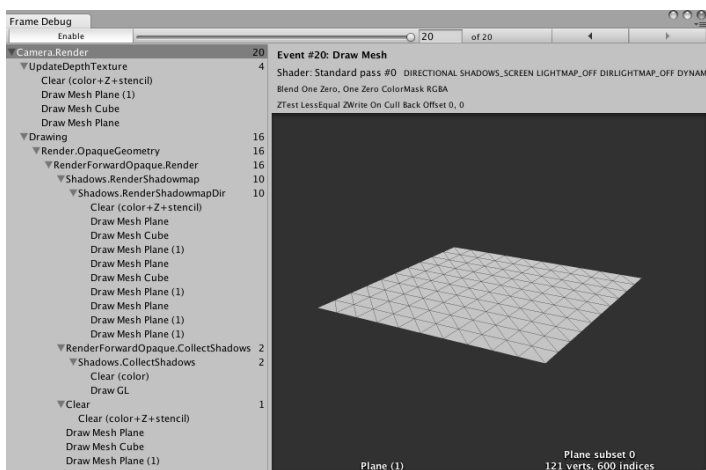 Frame Debug
Enable 20 of 20
Camera.Render 20
UpdateDepthTexture 4
Clear (color+Z+stencil)
Draw Mesh Plane (1)
Draw Mesh Cube
Draw Mesh Plane
Drawing 16
Render.OpaqueGeometry 16
RenderForwardOpaque.Render 16
Shadows.RenderShadowmap 10
Shadows.RenderShadowmapDir 10
Clear (color+Z+stencil)
Draw Mesh Plane
Draw Mesh Cube
Draw Mesh Plane (1)
Draw Mesh Plane
Draw Mesh Cube
Draw Mesh Plane (1)
Draw Mesh Plane
Draw Mesh Plane (1)
Draw Mesh Plane (1)
RenderForwardOpaque.CollectShadows 2
Shadows.CollectShadows 2
Clear (color)
Draw GL
Clear 1
Clear (color+Z+stencil)
Draw Mesh Plane
Draw Mesh Cube
Draw Mesh Plane (1)
Event #20: Draw Mesh
Shader: Standard pass #0 DIRECTIONAL SHADOWS_SCREEN LIGHTMAP_OFF DIRLIGHTMAP_OFF DYNAM
Blend One Zero, One Zero ColorMask RGBA
ZTest LessEqual ZWrite On Cull Back Offset 0, 0
Plane (1)
Plane subset 0
121 verts, 600 indices